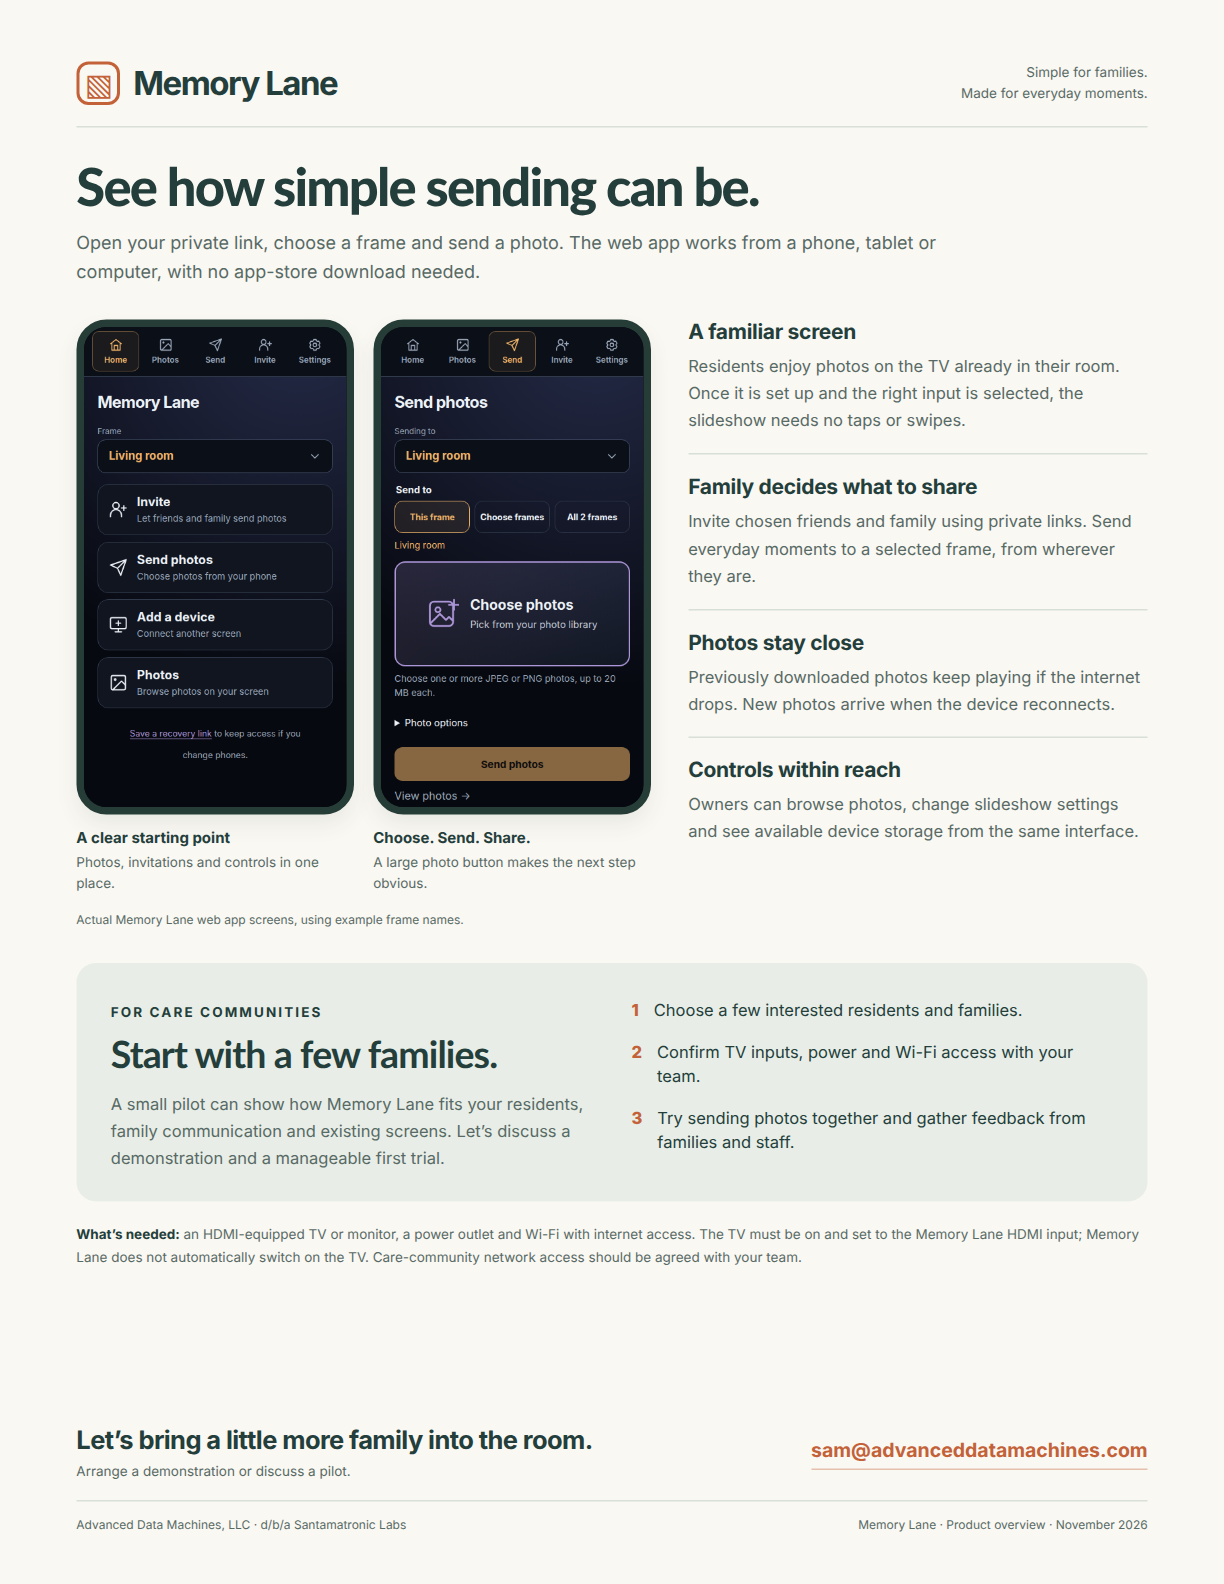 Memory Lane
Simple for families.
Made for everyday moments.
See how simple sending can be.
Open your private link, choose a frame and send a photo. The web app works from a phone, tablet or
computer, with no app-store download needed.
Home Photos Send Invite Settings
Memory Lane
Frame
Living room
Invite
Let friends and family send photos
Send photos
Choose photos from your phone
Add a device
Connect another screen
Photos
Browse photos on your screen
Save a recovery link to keep access if you
change phones.
A clear starting point
Photos, invitations and controls in one
place.
Home Photos Send Invite Settings
Send photos
Sending to
Living room
Send to
This frame Choose frames All 2 frames
Living room
Choose photos
Pick from your photo library
Choose one or more JPEG or PNG photos, up to 20
MB each.
▶ Photo options
Send photos
View photos →
Choose. Send. Share.
A large photo button makes the next step
obvious.
Actual Memory Lane web app screens, using example frame names.
A familiar screen
Residents enjoy photos on the TV already in their room.
Once it is set up and the right input is selected, the
slideshow needs no taps or swipes.
Family decides what to share
Invite chosen friends and family using private links. Send
everyday moments to a selected frame, from wherever
they are.
Photos stay close
Previously downloaded photos keep playing if the internet
drops. New photos arrive when the device reconnects.
Controls within reach
Owners can browse photos, change slideshow settings
and see available device storage from the same interface.
FOR CARE COMMUNITIES
Start with a few families.
A small pilot can show how Memory Lane fits your residents,
family communication and existing screens. Let’s discuss a
demonstration and a manageable first trial.
1 Choose a few interested residents and families.
2 Confirm TV inputs, power and Wi-Fi access with your
team.
3 Try sending photos together and gather feedback from
families and staff.
What’s needed: an HDMI-equipped TV or monitor, a power outlet and Wi-Fi with internet access. The TV must be on and set to the Memory Lane HDMI input; Memory
Lane does not automatically switch on the TV. Care-community network access should be agreed with your team.
Let’s bring a little more family into the room.
Arrange a demonstration or discuss a pilot.
sam@advanceddatamachines.com
Advanced Data Machines, LLC · d/b/a Santamatronic Labs
Memory Lane · Product overview · November 2026